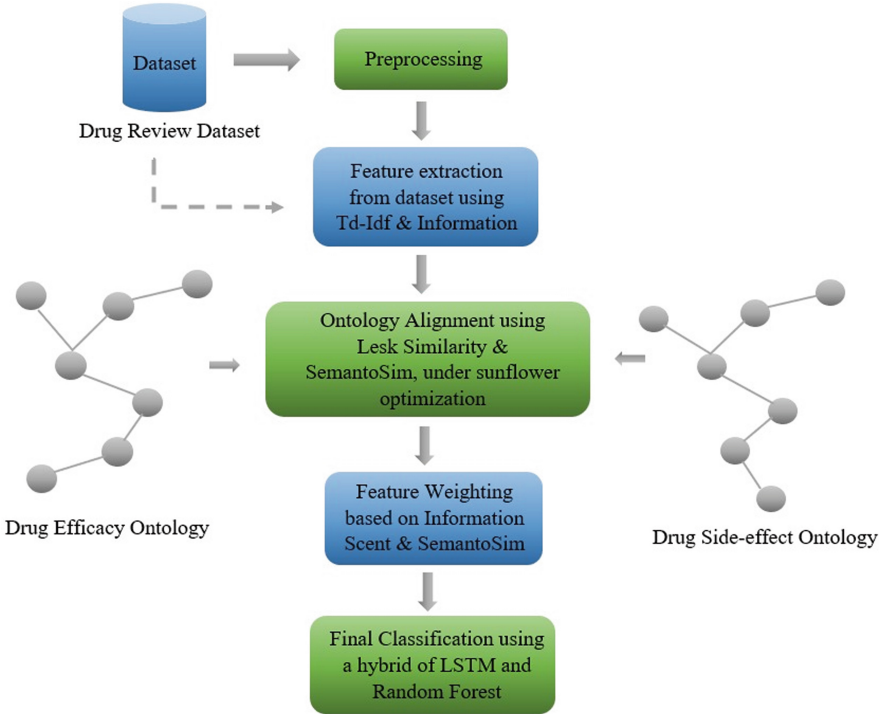 Dataset
Drug Review Dataset
Preprocessing
Feature extraction
from dataset using
Td-Idf & Information
Ontology Alignment using
Lesk Similarity &
SemantoSim, under sunflower
optimization
Drug Efficacy Ontology
Drug Side-effect Ontology
Feature Weighting
based on Information
Scent & SemantoSim
Final Classification using
a hybrid of LSTM and
Random Forest